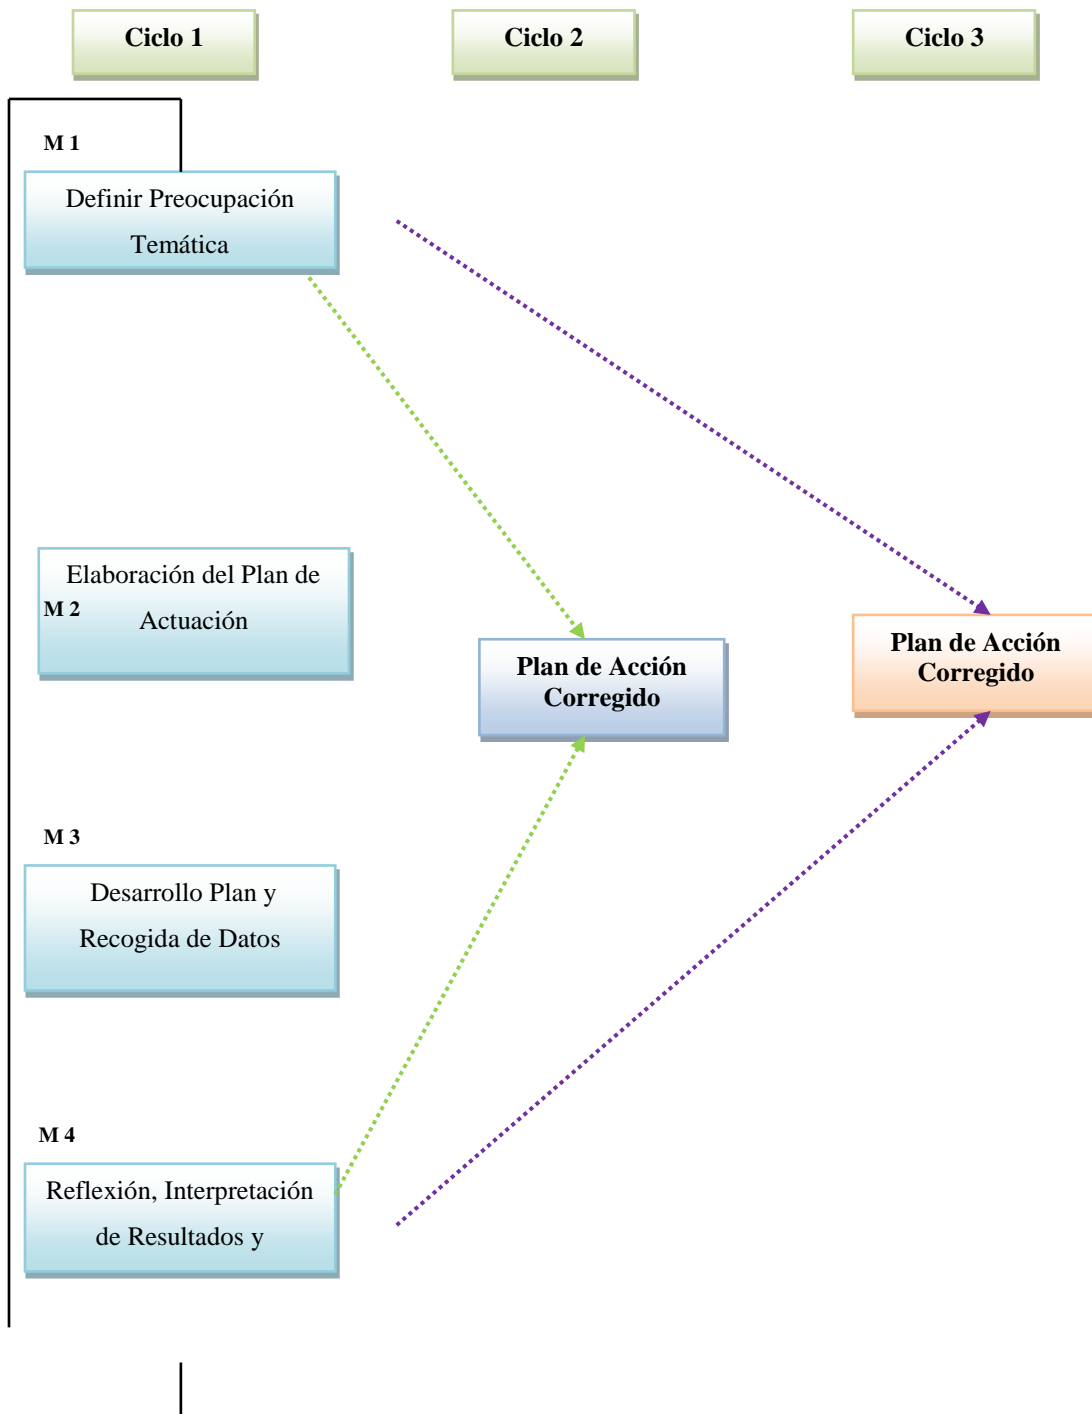 Ciclo 1
Ciclo 2
Ciclo 3
M 1
Definir Preocupación
Temática
Elaboración del Plan de
M 2
Actuación
Plan de Acción
Corregido
Plan de Acción
Corregido
M 3
Desarrollo Plan y
Recogida de Datos
M 4
Reflexión, Interpretación
de Resultados y